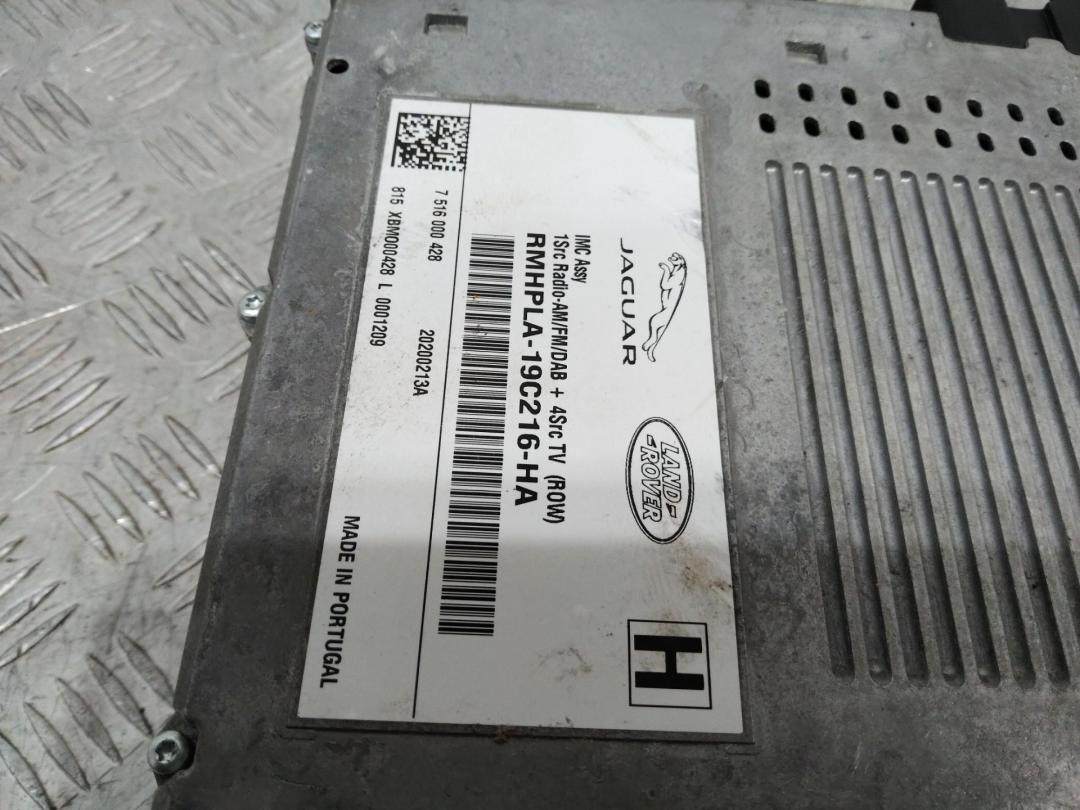 JAGUAR
LAND-
-ROVER
H
IMC Assy
1Src Radio-AM/FM/DAB + 4Src TV (ROW)
RMHPLA-19C216-HA
7 516 000 428
20200213A
815 XBM000428 L 0001209
MADE IN PORTUGAL